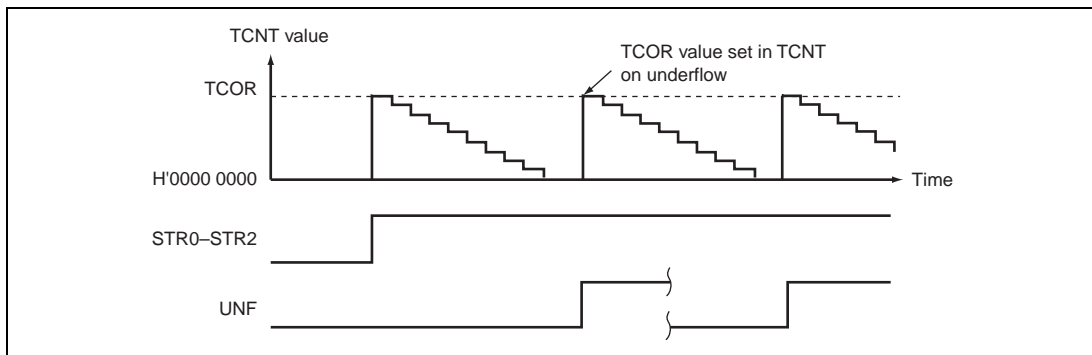 TCNT value
TCOR value set in TCNT
on underflow
TCOR
H'0000 0000
Time
STR0–STR2
UNF